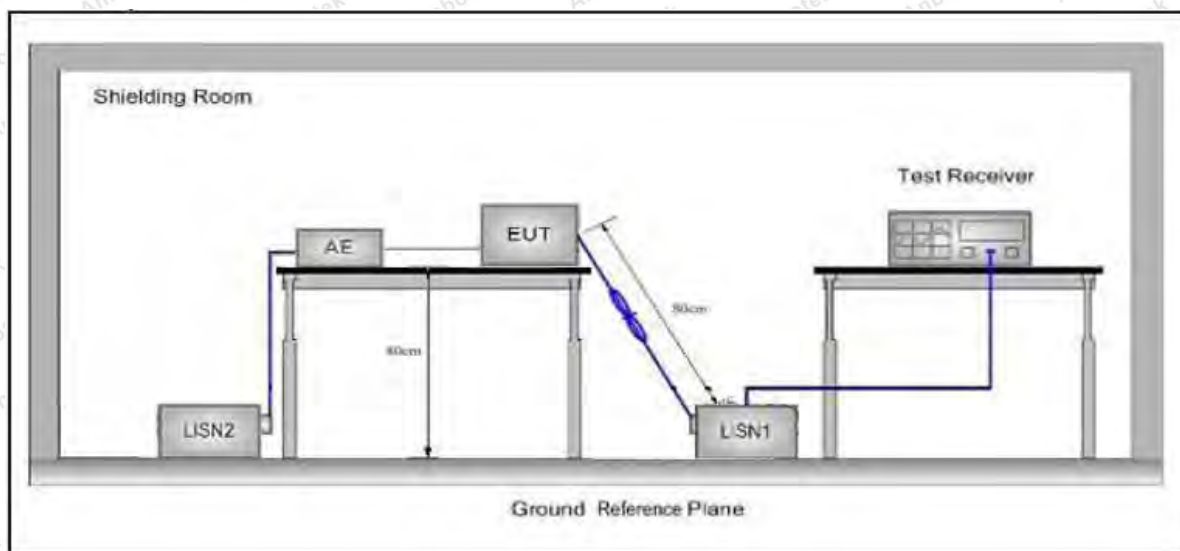 Shielding Room
Test Receiver
EUT
AE
80cm
80cm
LISN2
LISN1
Ground Reference Plane